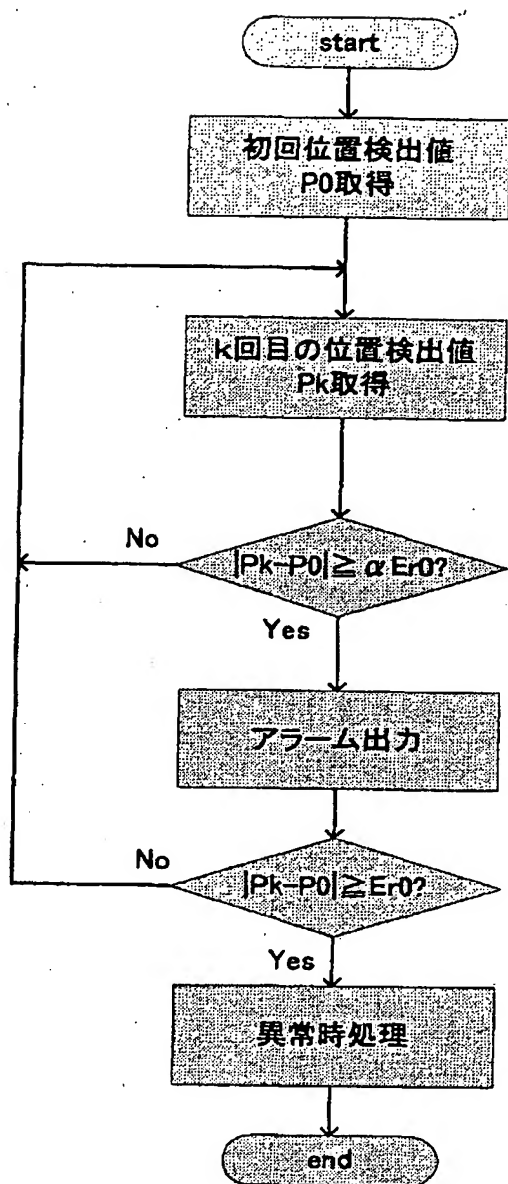 start
初回位置検出値
P0取得
k回目の位置検出値
Pk取得
No
|Pk-P0|≧αEr0?
Yes
アラーム出力
No
|Pk-P0|≧Er0?
Yes
異常時処理
end